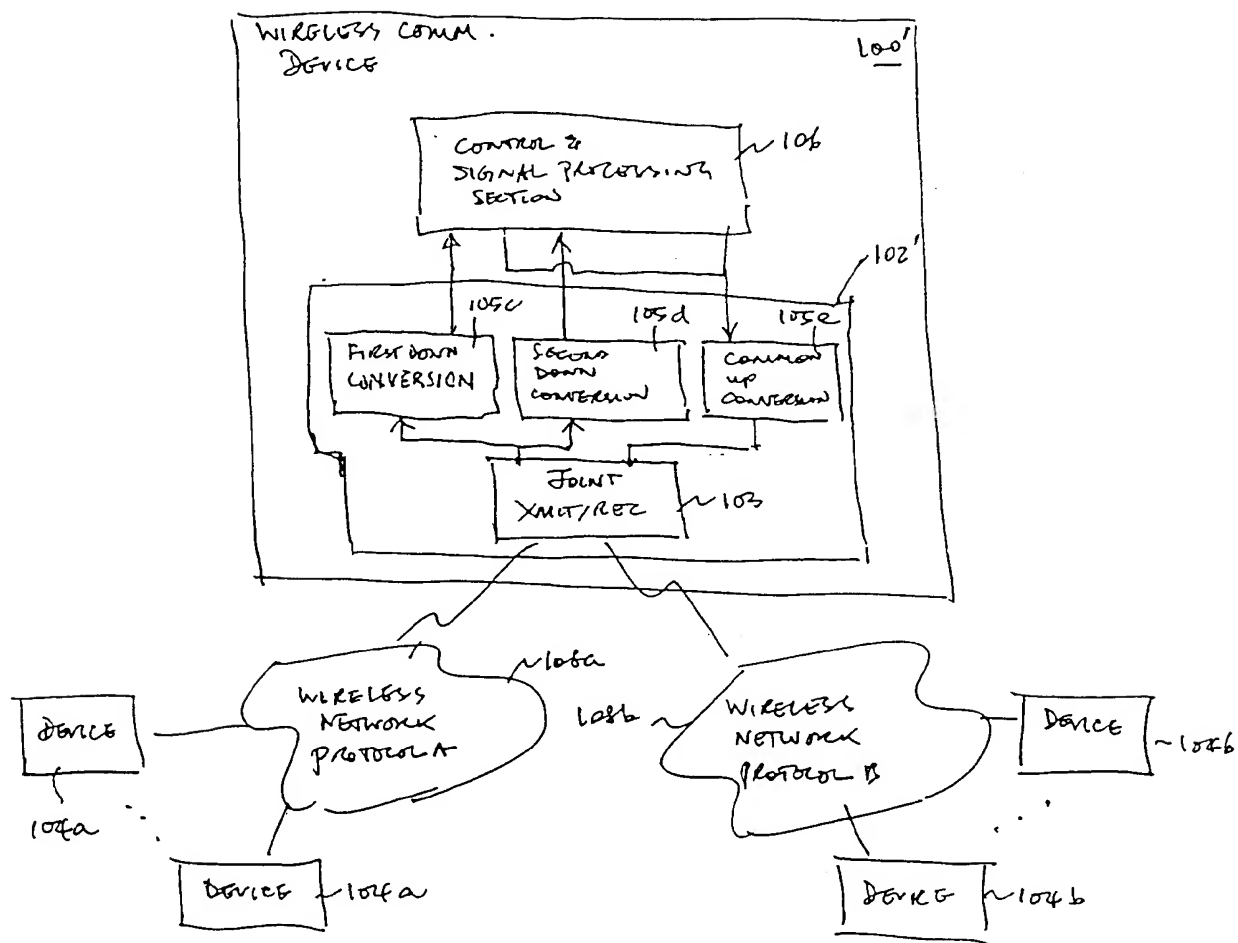 WIRELESS COMM.
DEVICE
100'
CONTROL &
SIGNAL PROCESSING
SECTION
106
102'
105c
105d
105e
FIRST DOWN
CONVERSION
SECOND
DOWN
CONVERSION
COMMON
UP
CONVERSION
JOINT
XMIT/REC
103
108a
WIRELESS
NETWORK
PROTOCOL A
108b
WIRELESS
NETWORK
PROTOCOL B
DEVICE
104a
DEVICE
104a
DEVICE
104b
DEVICE
104b